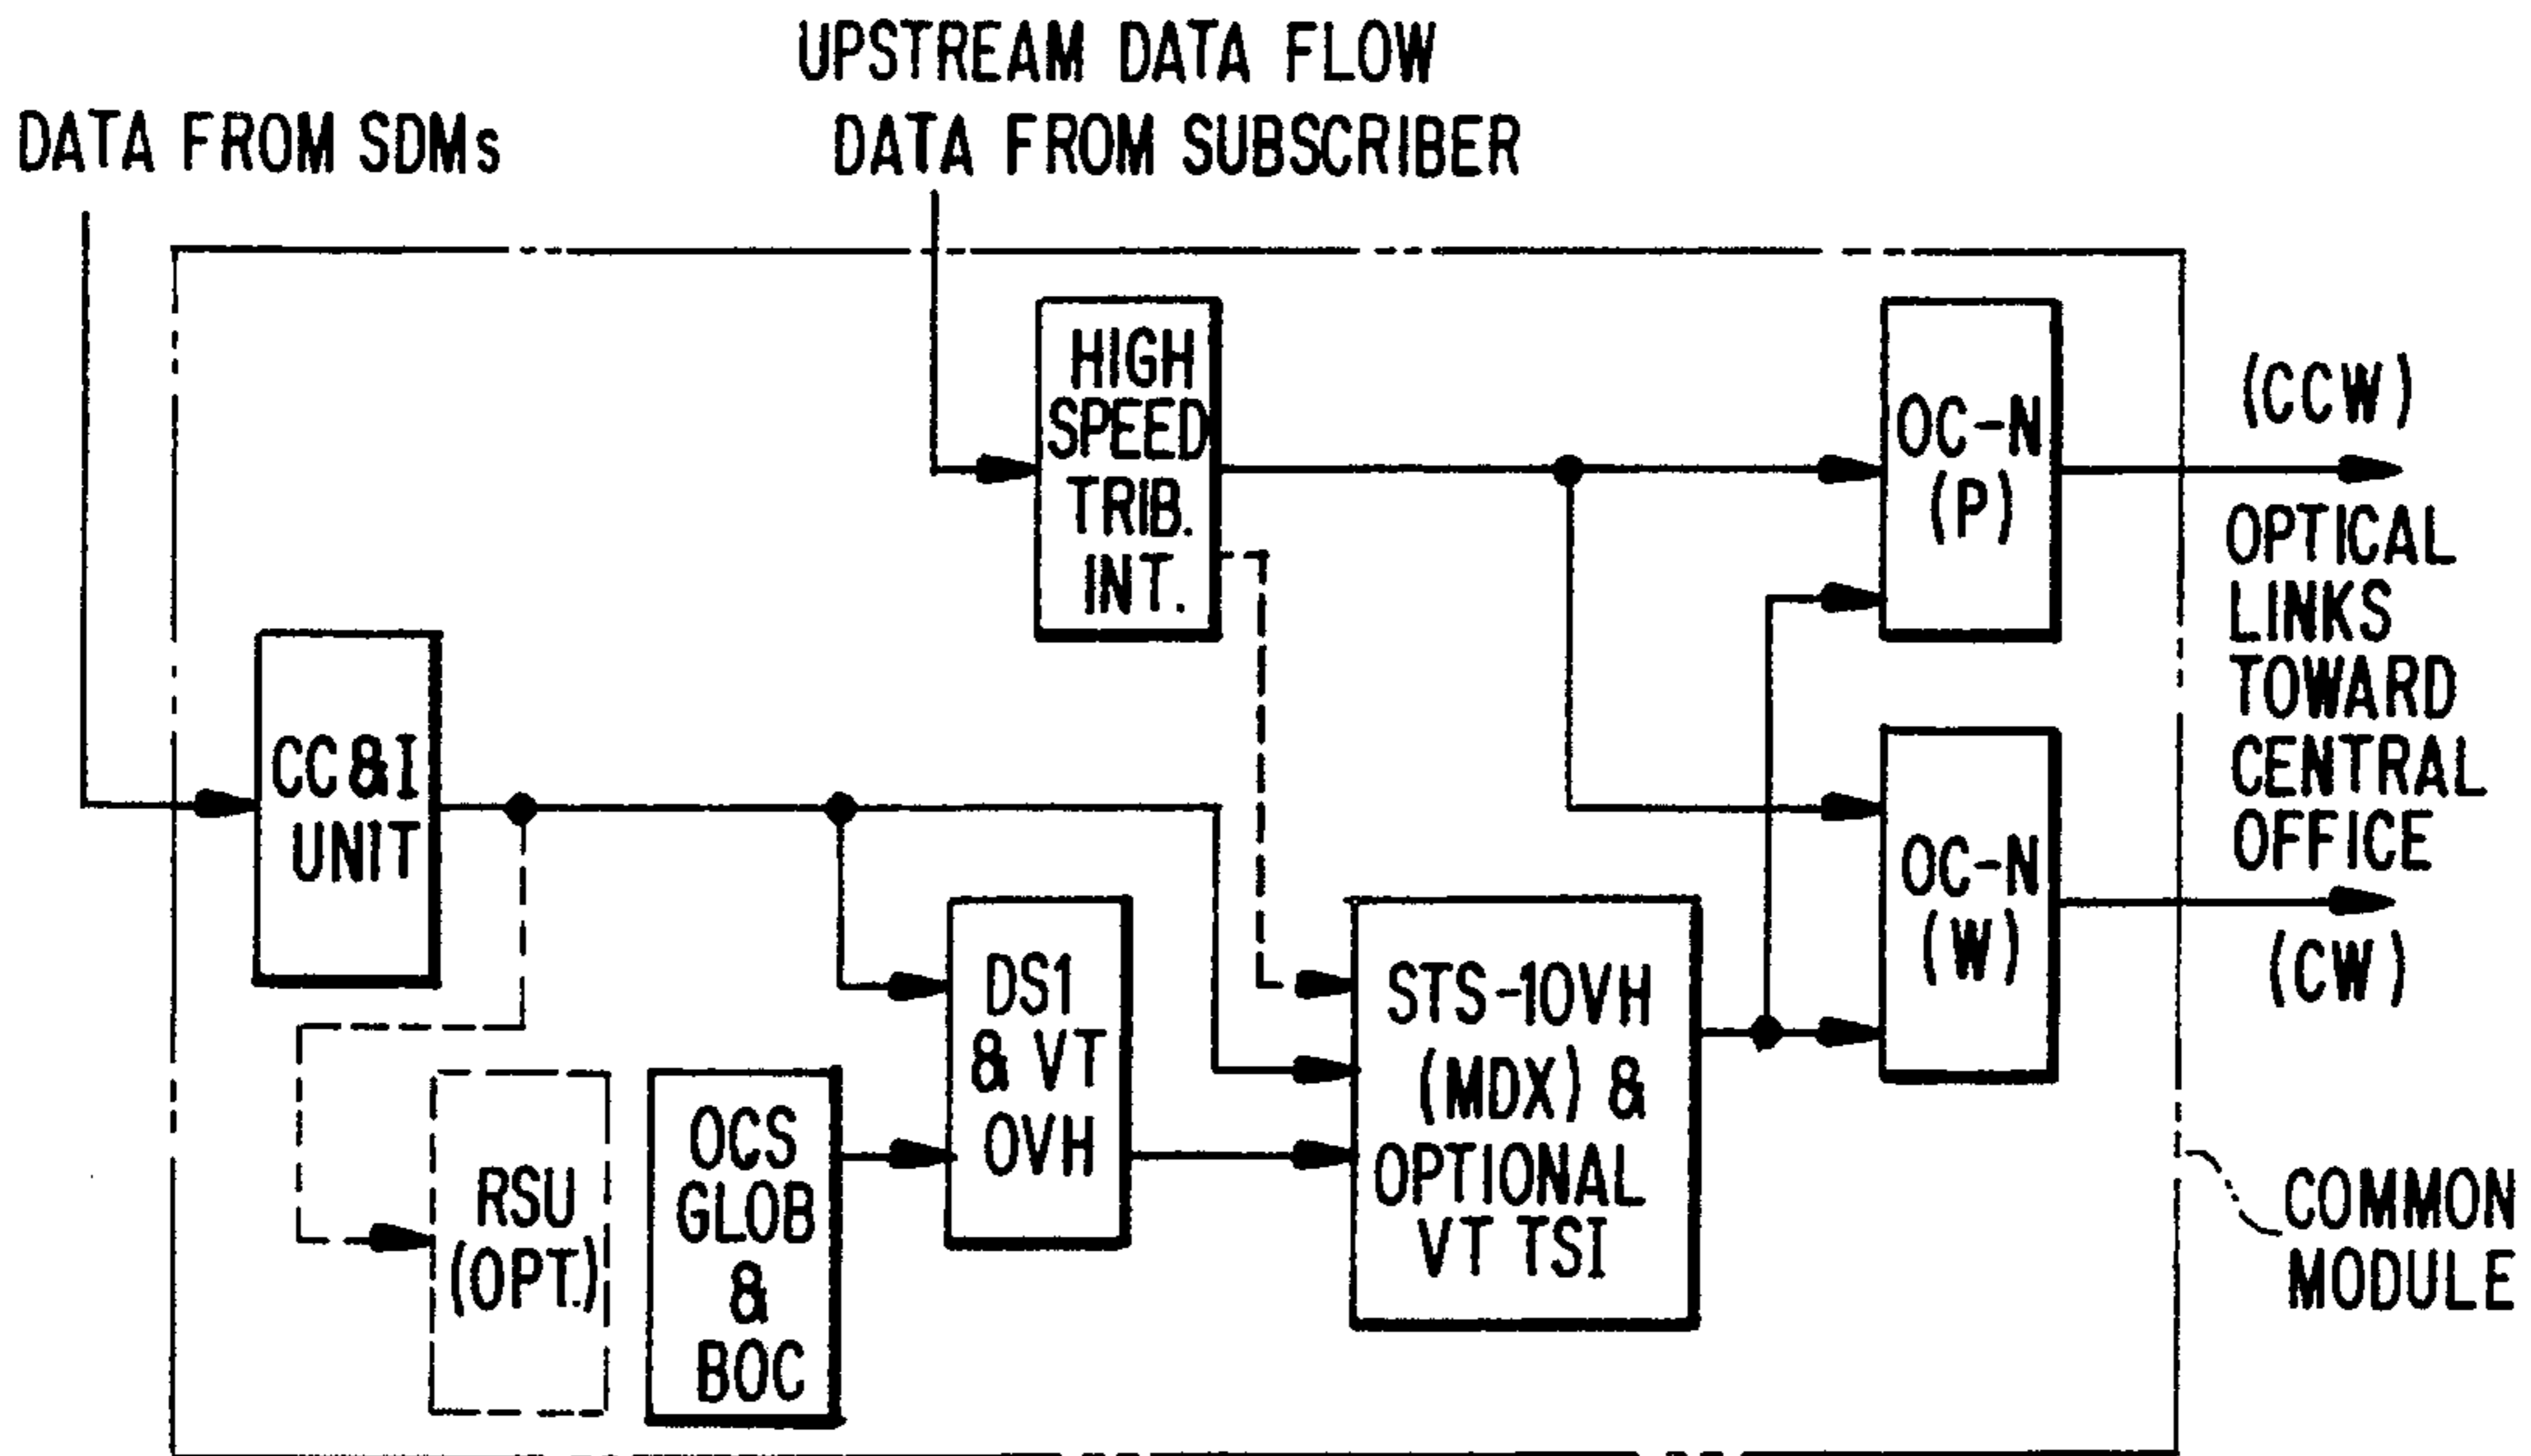 UPSTREAM DATA FLOW
DATA FROM SDMs
DATA FROM SUBSCRIBER
HIGH
SPEED
TRIB.
INT.
OC-N
(P)
(CCW)
OPTICAL
LINKS
TOWARD
CENTRAL
OFFICE
CC&I
UNIT
OC-N
(W)
(CW)
DS1
& VT
OVH
STS-10VH
(MDX) &
OPTIONAL
VT TSI
RSU
(OPT.)
OCS
GLOB
&
BOC
COMMON
MODULE